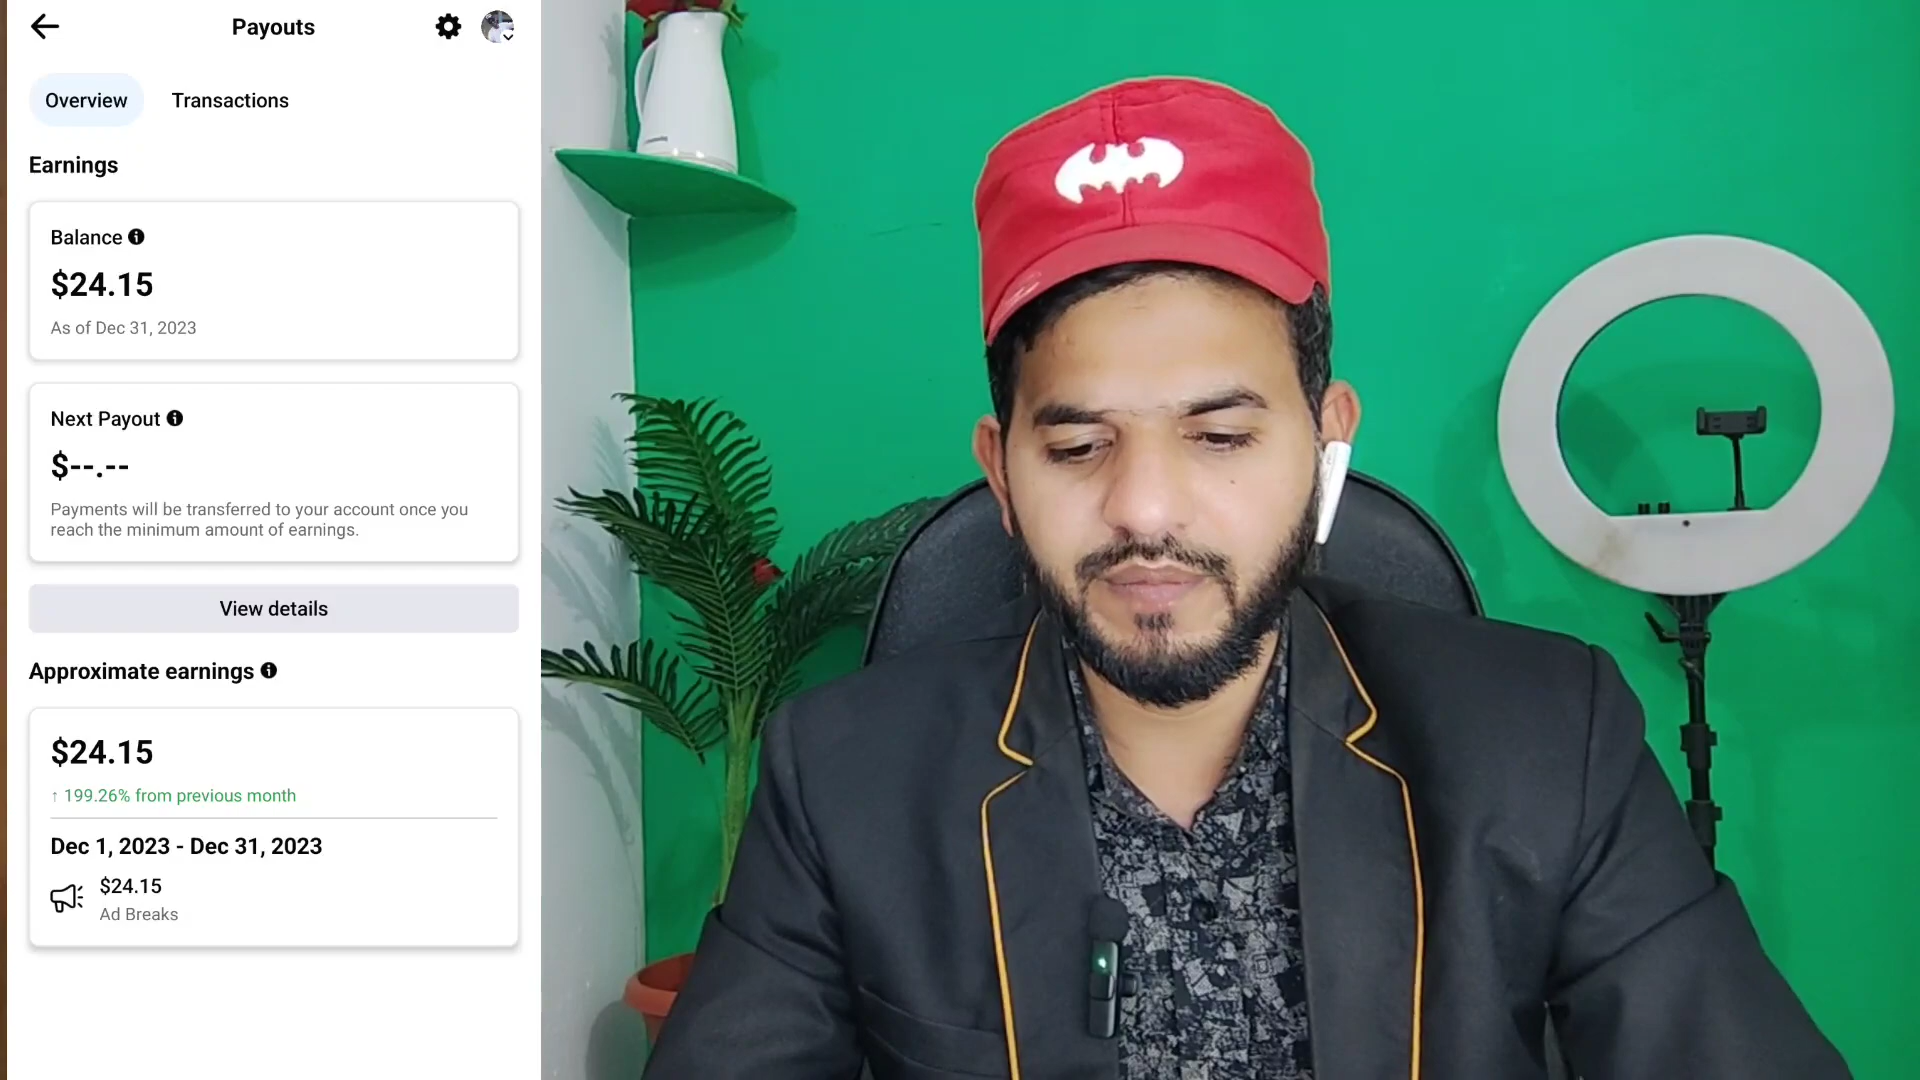 Payouts
Overview
Transactions
Earnings
Balance
$24.15
As of Dec 31, 2023
Next Payout
$--.--
Payments will be transferred to your account once you
reach the minimum amount of earnings.
View details
Approximate earnings
$24.15
↑ 199.26% from previous month
Dec 1, 2023 - Dec 31, 2023
$24.15
Ad Breaks